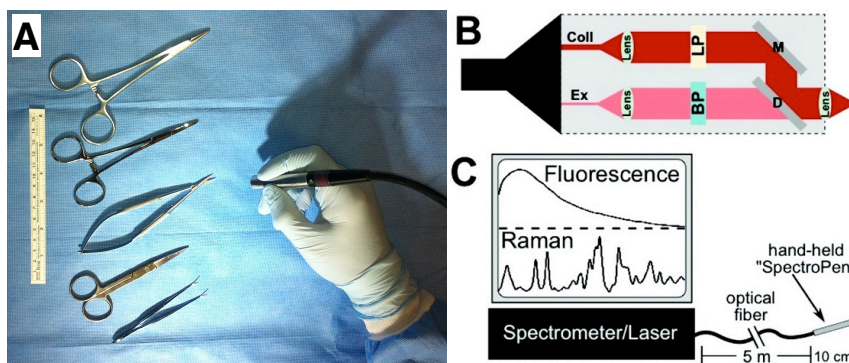 A
B
Coll
Lens
LP
M
Ex
Lens
BP
D
Lens
C
Fluorescence
Raman
hand-held
"SpectroPen
optical
fiber
Spectrometer/Laser
5 m
10 cm